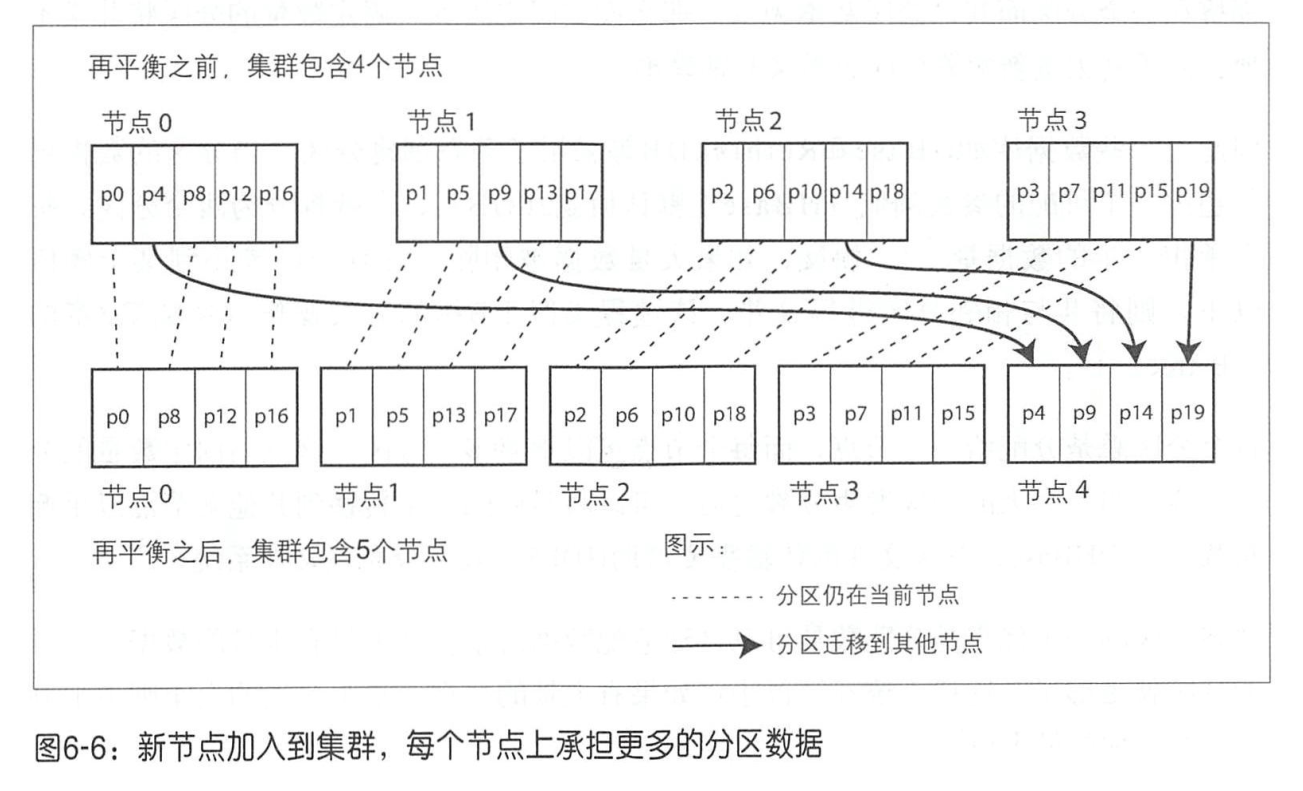 再平衡之前，集群包含4个节点
节点0 节点1 节点2 节点3
p0 p4 p8 p12 p16 p1 p5 p9 p13 p17 p2 p6 p10 p14 p18 p3 p7 p11 p15 p19
p0 p8 p12 p16 p1 p5 p13 p17 p2 p6 p10 p18 p3 p7 p11 p15 p4 p9 p14 p19
节点0 节点1 节点2 节点3 节点4
再平衡之后，集群包含5个节点
图示：
分区仍在当前节点
分区迁移到其他节点
图6-6：新节点加入到集群，每个节点上承担更多的分区数据